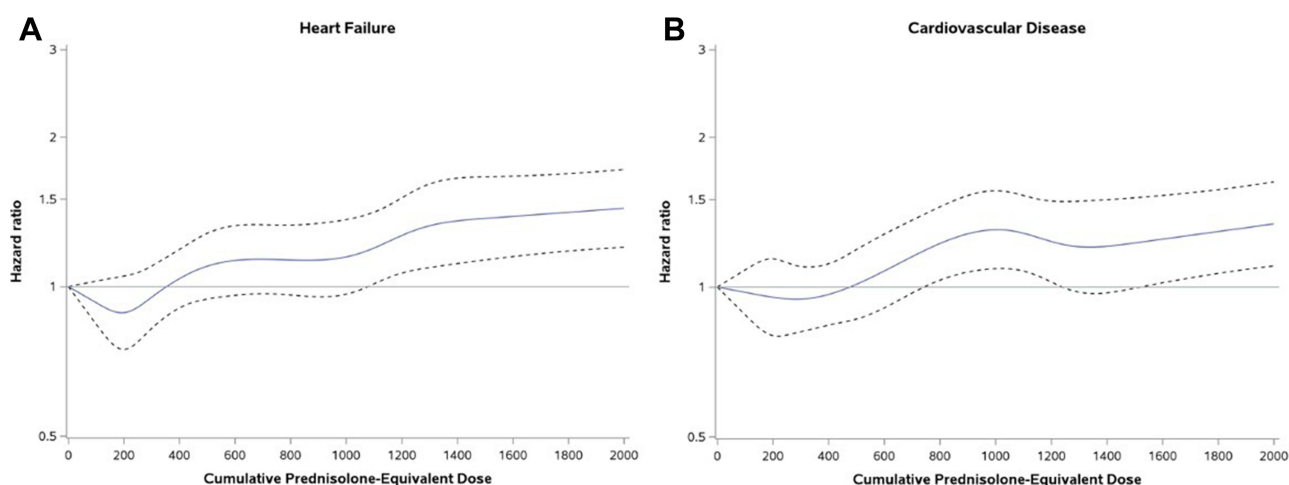 A
Heart Failure
3
2
1.5
1
0.5
Hazard ratio
0 200 400 600 800 1000 1200 1400 1600 1800 2000
Cumulative Prednisolone-Equivalent Dose
B
Cardiovascular Disease
3
2
1.5
1
0.5
Hazard ratio
0 200 400 600 800 1000 1200 1400 1600 1800 2000
Cumulative Prednisolone-Equivalent Dose